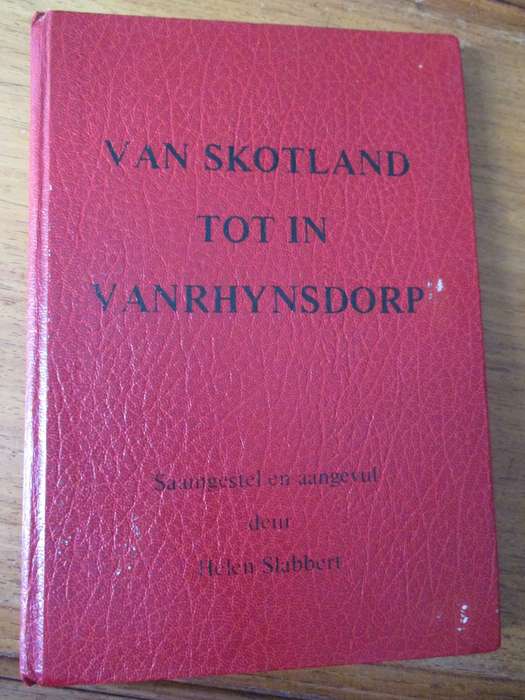 VAN SKOTLAND
TOT IN
VANRHYNSDORP
Saamgestel en aangevul
deur
Helen Slabbert